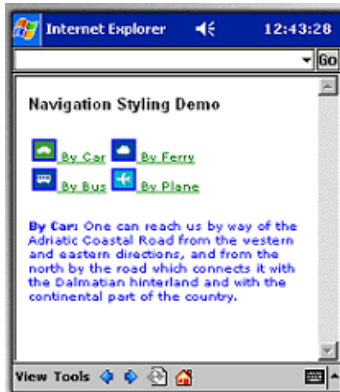 Internet Explorer 12:43:28
Go
Navigation Styling Demo
By Car By Ferry
By Bus By Plane
By Car: One can reach us by way of the
Adriatic Coastal Road from the western
and eastern directions, and from the
north by the road which connects it with
the Dalmatian hinterland and with the
continental part of the country.
View Tools